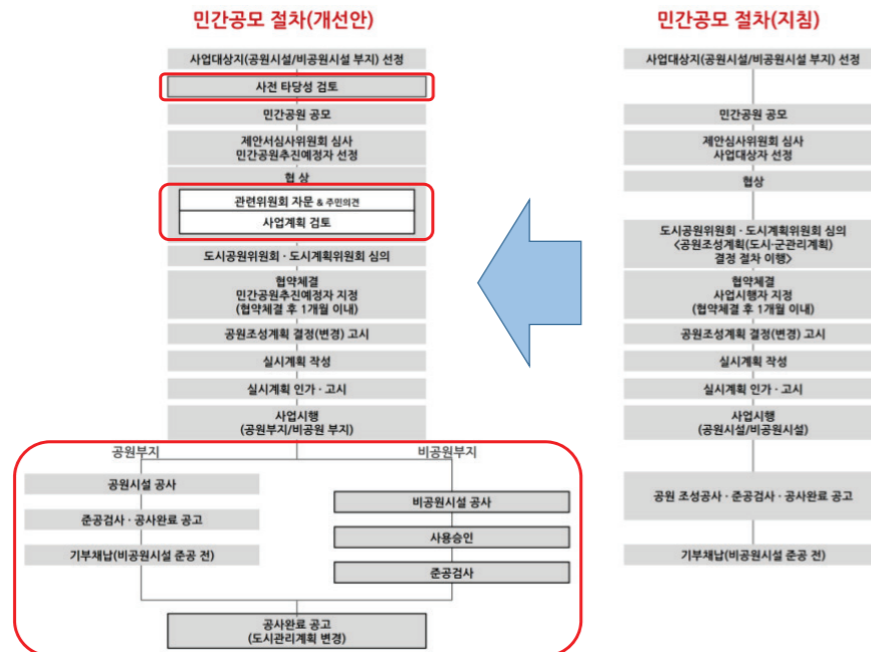 민간공모 절차(개선안)
사업대상지(공원시설/비공원시설 부지) 선정
사전 타당성 검토
민간공원 공모
제안서심사위원회 심사
민간공원추진예정자 선정
협 상
관련위원회 자문 & 주민의견
사업계획 검토
도시공원위원회 · 도시계획위원회 심의
협약체결
민간공원추진예정자 지정
(협약체결 후 1개월 이내)
공원조성계획 결정(변경) 고시
실시계획 작성
실시계획 인가 · 고시
사업시행
(공원부지/비공원 부지)
공원부지
비공원부지
공원시설 공사
준공검사 · 공사완료 공고
기부채납(비공원시설 준공 전)
비공원시설 공사
사용승인
준공검사
공사완료 공고
(도시관리계획 변경)
민간공모 절차(지침)
사업대상지(공원시설/비공원시설 부지) 선정
민간공원 공모
제안심사위원회 심사
사업대상자 선정
협상
도시공원위원회 · 도시계획위원회 심의
<공원조성계획(도시·군관리계획)
결정 절차 이행>
협약체결
사업시행자 지정
(협약체결 후 1개월 이내)
공원조성계획 결정(변경) 고시
실시계획 작성
실시계획 인가 · 고시
사업시행
(공원시설/비공원시설)
공원 조성공사 · 준공검사 · 공사완료 공고
기부채납(비공원시설 준공 전)